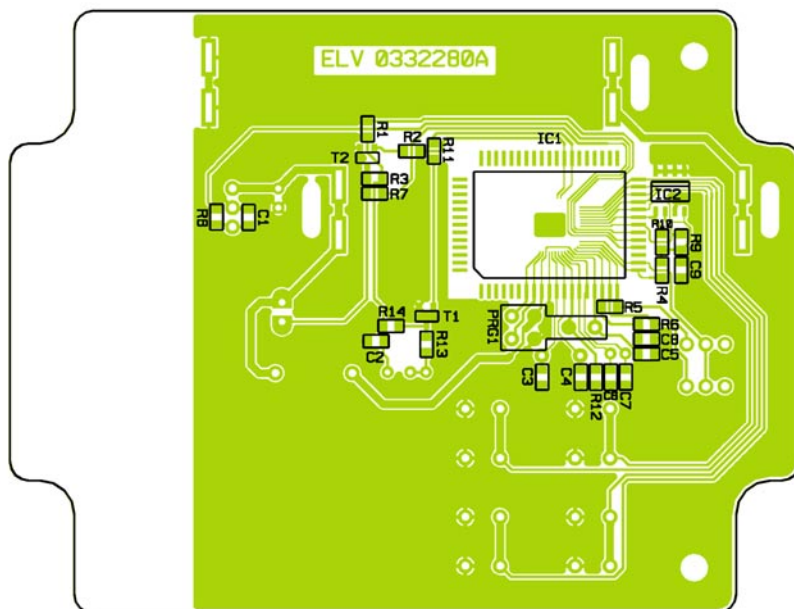 ELV 0332280A
R1
R2
R11
IC1
T2
R3
R7
IC2
R8
C1
R10
R9
R4
C9
R5
R14
T1
PRG1
R6
C2
R13
C8
C5
C3
C4
R12
C6
C7